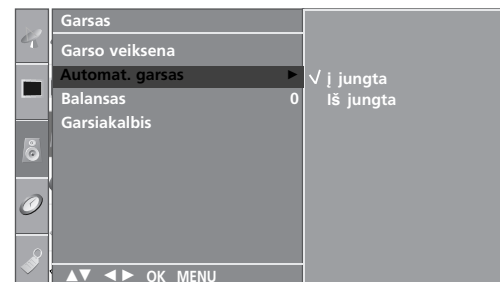 Garsas
Garso veiksena
Automat. garsas ►
√ į jungta
Balansas 0
Iš jungta
Garsiakalbis
▲▼ ◄► OK MENU